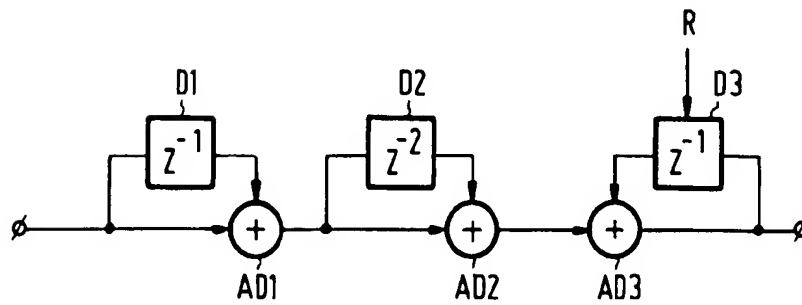 R
D1 D2 D3
z⁻¹ z⁻² z⁻¹
+ + +
AD1 AD2 AD3